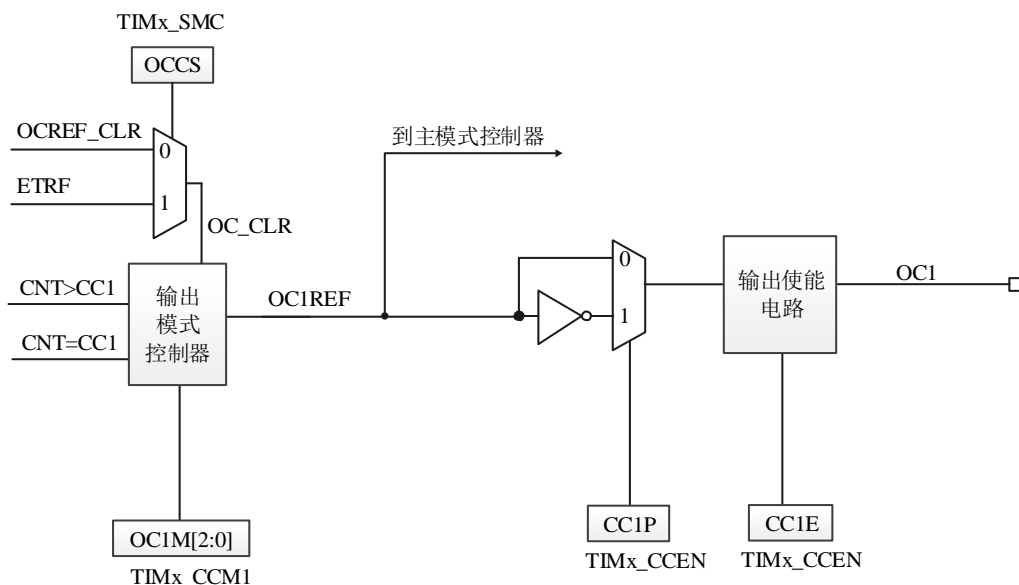 TIMx_SMC
OCCS
OCREF_CLR
0
到主模式控制器
ETRF
1
OC_CLR
CNT>CC1
输出
模式
控制器
OC1REF
0
1
输出使能
电路
OC1
CNT=CC1
OC1M[2:0]
TIMx_CCM1
CC1P
TIMx_CCEN
CC1E
TIMx_CCEN